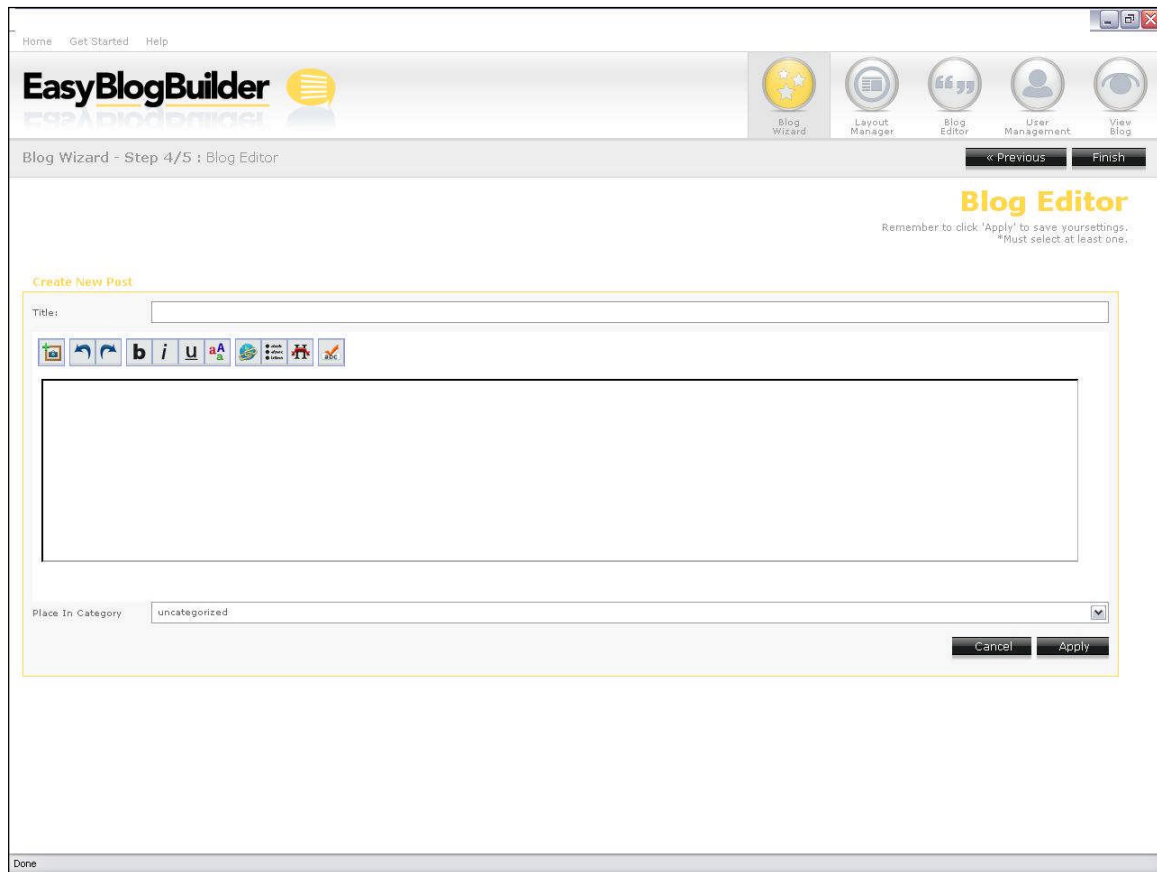 Home Get Started Help
EasyBlogBuilder
Blog
Wizard
Layout
Manager
Blog
Editor
User
Management
View
Blog
Blog Wizard - Step 4/5 : Blog Editor
« Previous
Finish
Blog Editor
Remember to click 'Apply' to save yoursettings.
*Must select at least one.
Create New Post
Title:
b i u aAa
abc
Place In Category
uncategorized
Cancel
Apply
Done